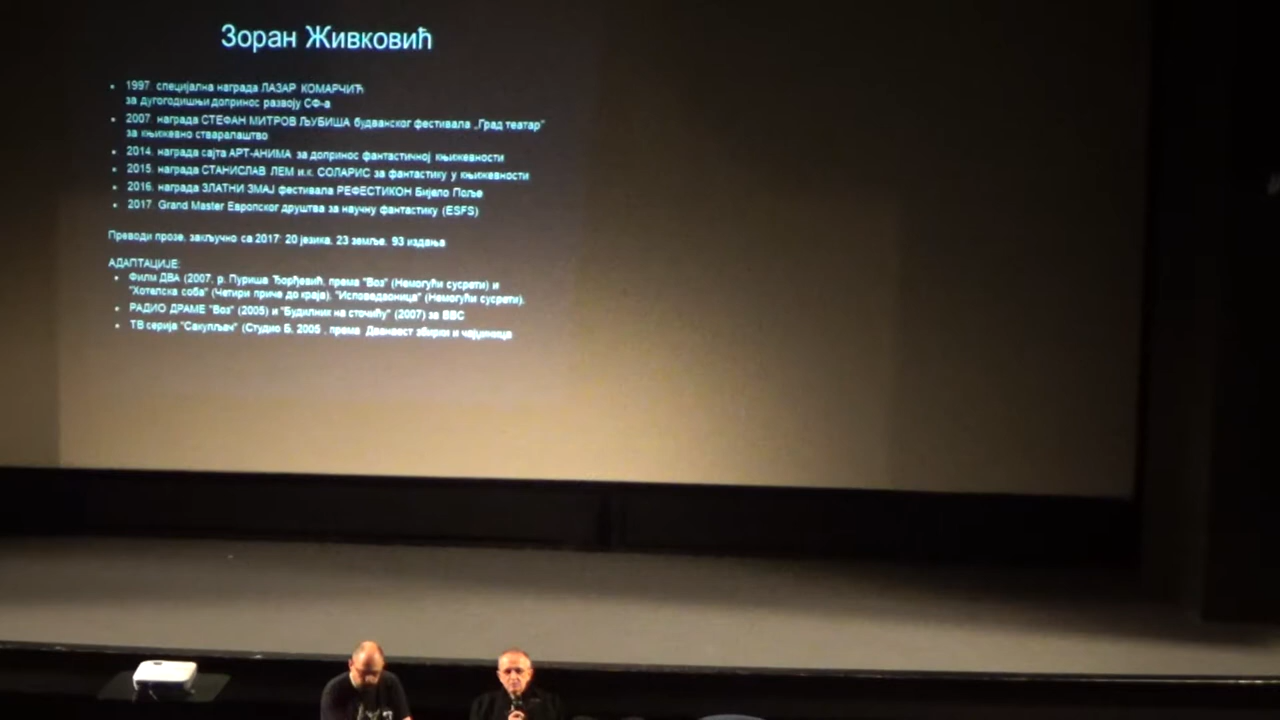 Зоран Живковић
1997. специјална награда ЛАЗАР КОМАРЧИЋ
за дугогодишњи допринос развоју СФ-а
2007. награда СТЕФАН МИТРОВ ЉУБИША будванског фестивала „Град театар"
за књижевно стваралаштво
2014. награда сајта АРТ-АНИМА за допринос фантастичној књижевности
2015. награда СТАНИСЛАВ ЛЕМ и.к. СОЛАРИС за фантастику у књижевности
2016. награда ЗЛАТНИ ЗМАЈ фестивала РЕФЕСТИКОН Бијело Поље
2017. Grand Master Европског друштва за научну фантастику (ESFS)
Преводи прозе, закључно са 2017: 20 језика, 23 земље, 93 издања
АДАПТАЦИЈЕ:
Филм ДВА (2007, р. Пуриша Ђорђевић, према "Воз" (Немогући сусрети) и
"Хотелска соба" (Четири приче до краја), "Исповедаоница" (Немогући сусрети).
РАДИО ДРАМЕ "Воз" (2005) и "Будилник на сточићу" (2007) за BBC
ТВ серија "Сакупљач" (Студио Б, 2005 , према Дванаест збирки и чајџиница